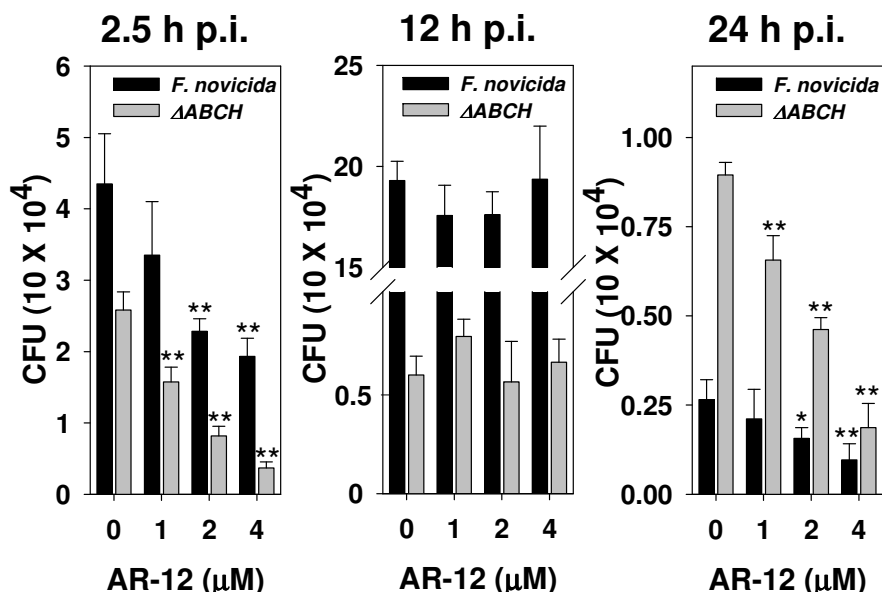 2.5 h p.i.
12 h p.i.
24 h p.i.
CFU (10 X 10⁴)
6
5
4
3
2
1
0
F. novicida
ΔABCH
**
**
**
**
**
0
1
2
4
AR-12 (μM)
CFU (10 X 10⁴)
25
20
15
0.5
0
F. novicida
ΔABCH
0
1
2
4
AR-12 (μM)
CFU (10 X 10⁴)
1.00
0.75
0.50
0.25
0.00
F. novicida
ΔABCH
**
**
*
**
**
0
1
2
4
AR-12 (μM)